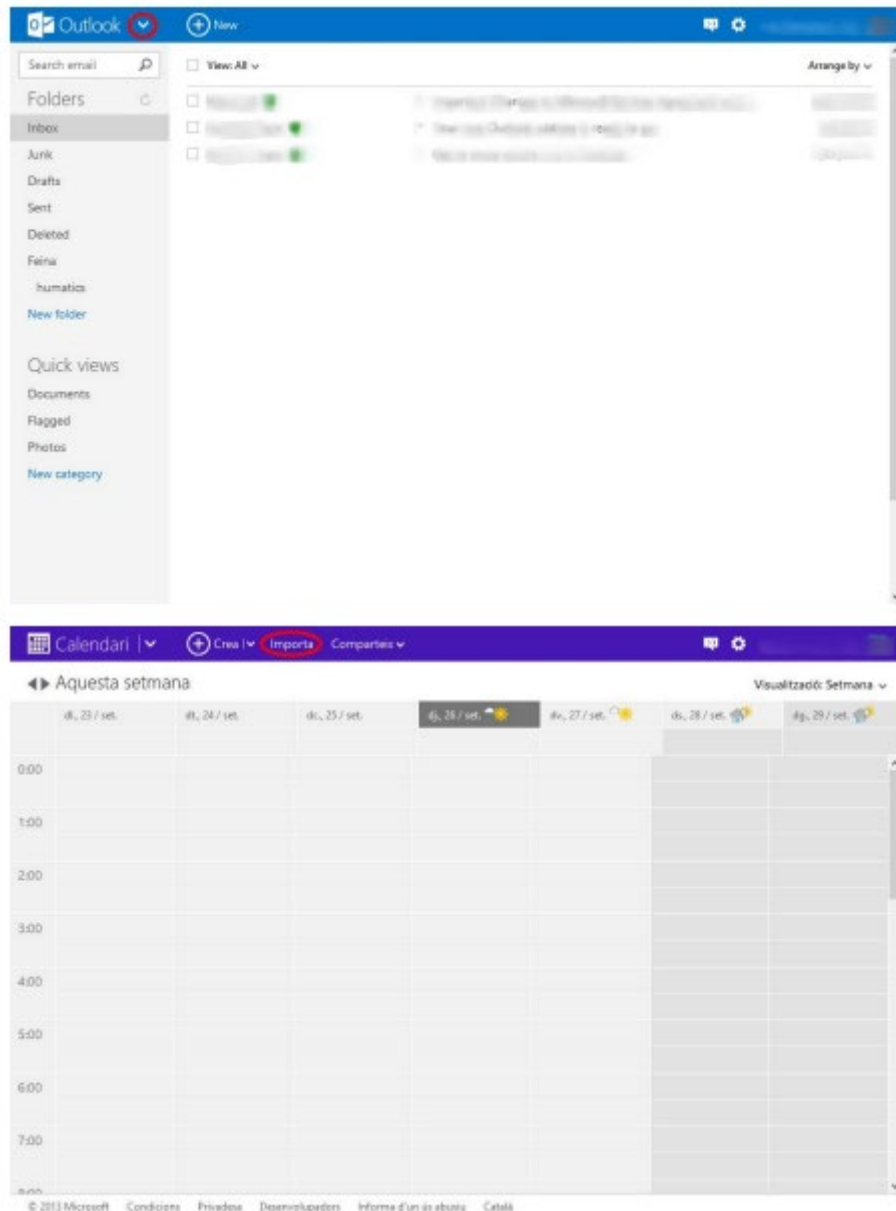 Outlook New
Search email View: All Arrange by
Folders
Inbox
Junk
Drafts
Sent
Deleted
Feina
humatics
New folder
Quick views
Documents
Flagged
Photos
New category
Calendari Crea Importa Comparteix
Aquesta setmana Visualització: Setmana
dl., 23 / set. dt., 24 / set. dc., 25 / set. dj., 26 / set. dv., 27 / set. ds., 28 / set. dg., 29 / set.
0:00
1:00
2:00
3:00
4:00
5:00
6:00
7:00
8:00
© 2013 Microsoft Condicions Privadesa Desenvolupadors Informa d'un ús abusiu Català